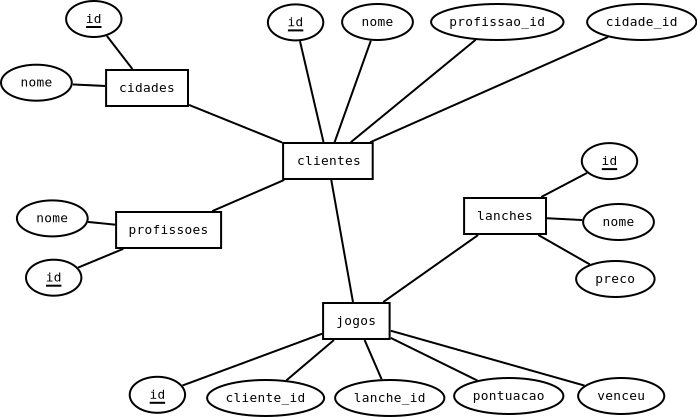 id
id
nome
profissao_id
cidade_id
nome
cidades
clientes
id
lanches
nome
nome
profissoes
id
preco
jogos
id
cliente_id
lanche_id
pontuacao
venceu